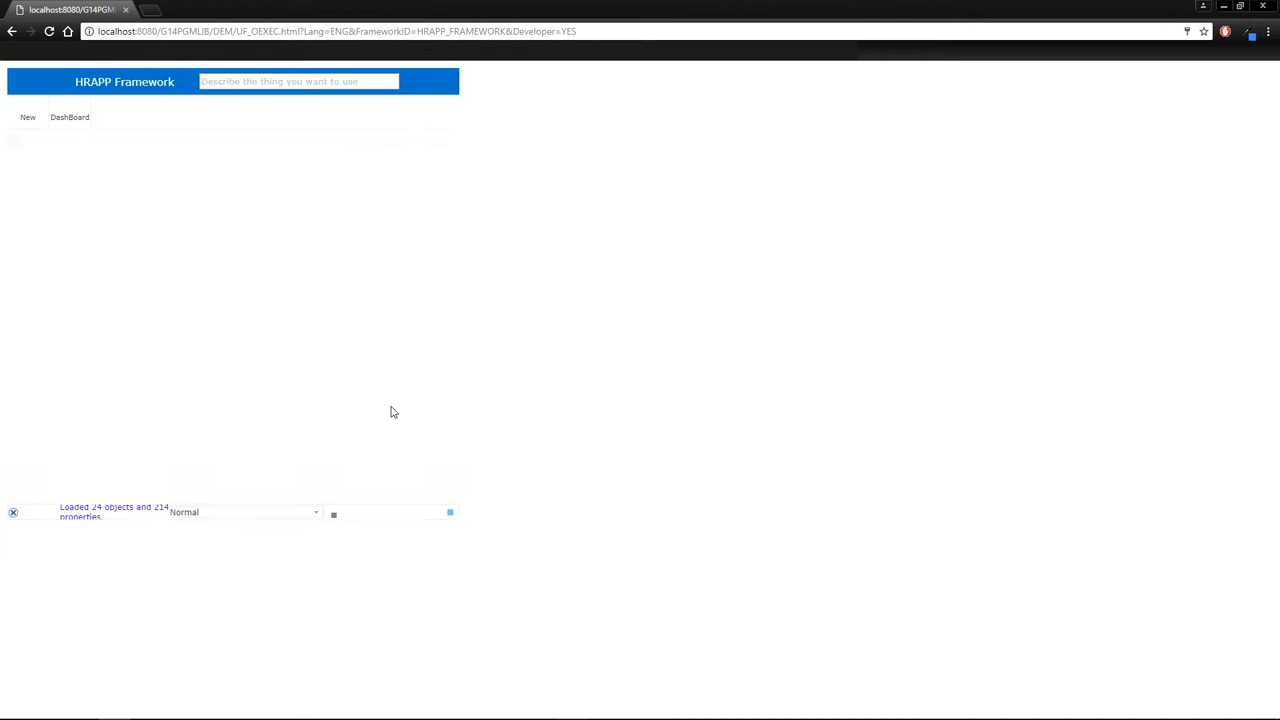 localhost:8080/G14PGMI
localhost:8080/G14PGMLIB/DEM/UF_OEXEC.html?Lang=ENG&FrameworkID=HRAPP_FRAMEWORK&Developer=YES
HRAPP Framework Describe the thing you want to use
New DashBoard
Loaded 24 objects and 214 properties. Normal